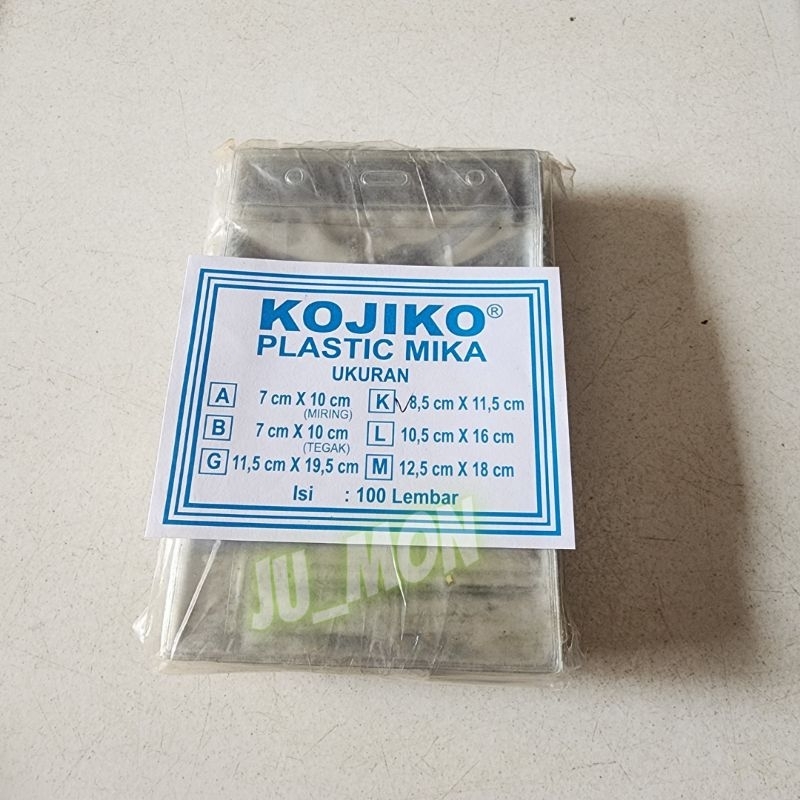 KOJIKO®
PLASTIC MIKA
UKURAN
A 7 cm X 10 cm (MIRING) K 8,5 cm X 11,5 cm
B 7 cm X 10 cm (TEGAK) L 10,5 cm X 16 cm
G 11,5 cm X 19,5 cm M 12,5 cm X 18 cm
Isi : 100 Lembar
JU_MON